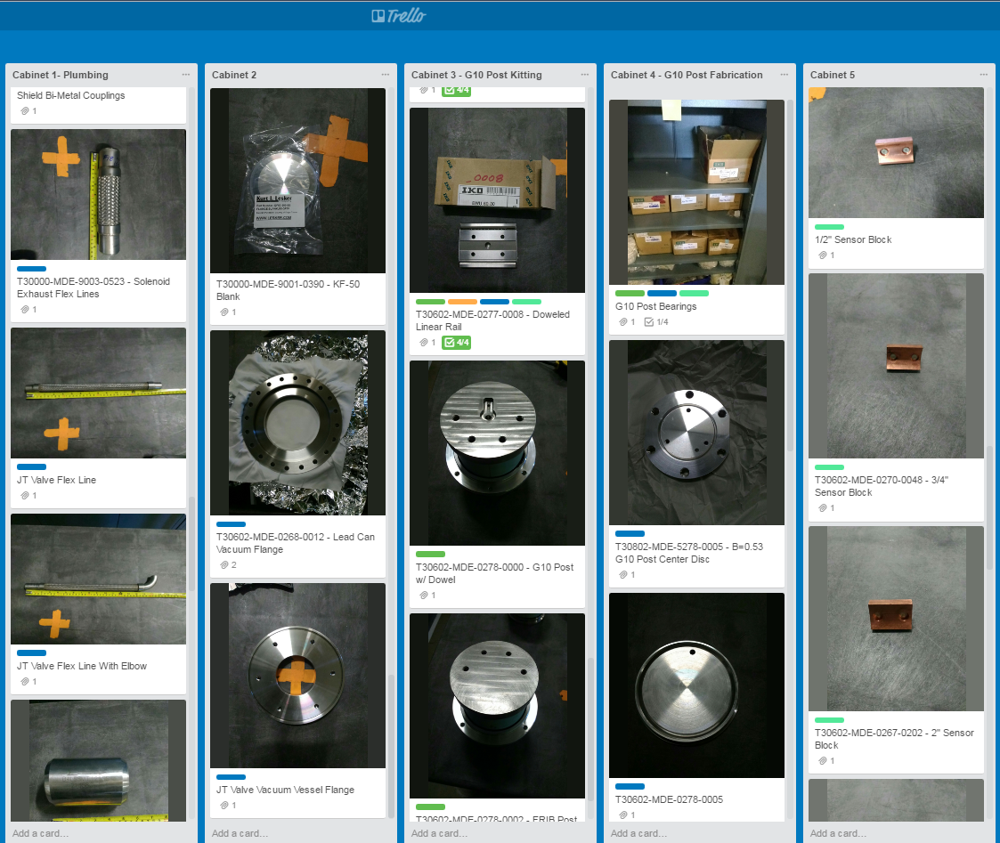 Trello
Cabinet 1- Plumbing
Shield Bi-Metal Couplings
1
T30000-MDE-9003-0523 - Solenoid
Exhaust Flex Lines
1
JT Valve Flex Line
1
JT Valve Flex Line With Elbow
1
Add a card...
Cabinet 2
Kurt J. Lesker
WWW.LESKER.COM
T30000-MDE-9001-0390 - KF-50
Blank
1
T30602-MDE-0268-0012 - Lead Can
Vacuum Flange
2
JT Valve Vacuum Vessel Flange
1
Add a card...
Cabinet 3 - G10 Post Kitting
1 4/4
0008
IKO
T30602-MDE-0277-0008 - Doweled
Linear Rail
1 4/4
T30602-MDE-0278-0000 - G10 Post
w/ Dowel
1
T30602-MDE-0278-0002 - FRIB Post
Add a card...
Cabinet 4 - G10 Post Fabrication
G10 Post Bearings
1 1/4
T30802-MDE-5278-0005 - B=0.53
G10 Post Center Disc
1
T30602-MDE-0278-0005
1
Add a card...
Cabinet 5
1/2" Sensor Block
1
T30602-MDE-0270-0048 - 3/4"
Sensor Block
1
T30602-MDE-0267-0202 - 2" Sensor
Block
1
Add a card...